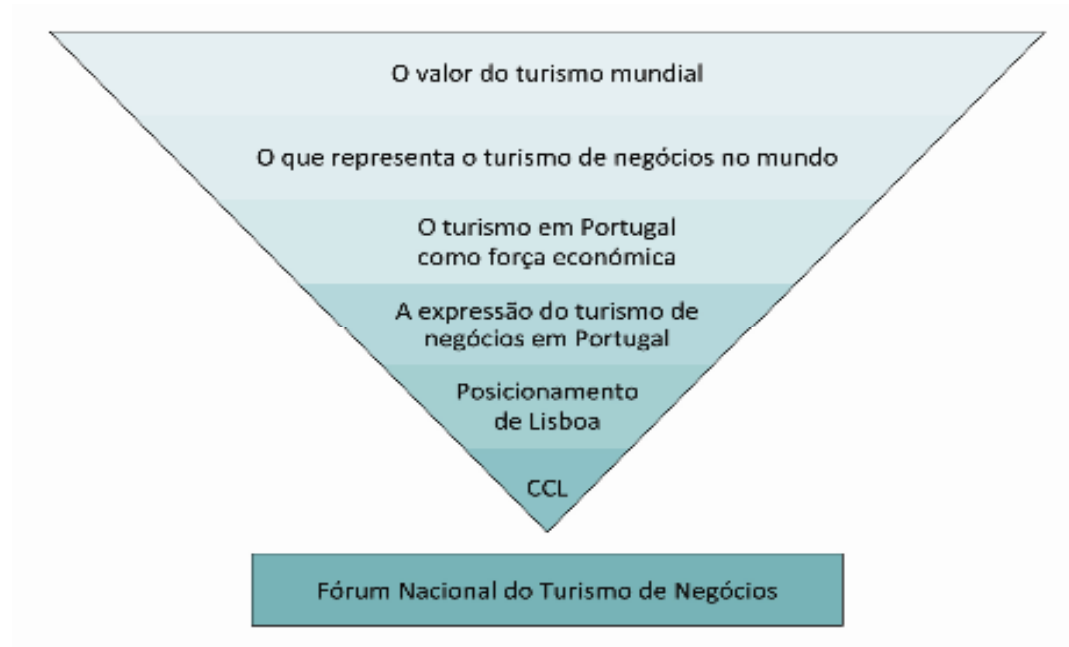 O valor do turismo mundial
O que representa o turismo de negócios no mundo
O turismo em Portugal
como força económica
A expressão do turismo de
negócios em Portugal
Posicionamento
de Lisboa
CCL
Fórum Nacional do Turismo de Negócios